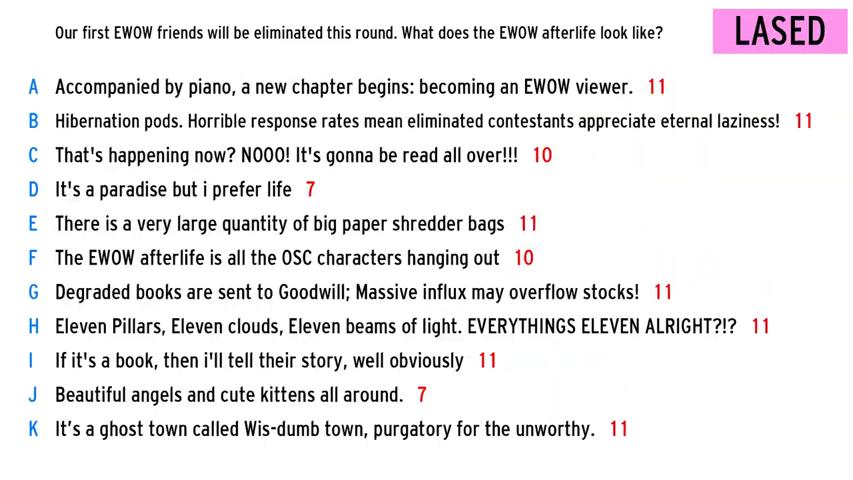 Our first EWOW friends will be eliminated this round. What does the EWOW afterlife look like?
LASED
A Accompanied by piano, a new chapter begins: becoming an EWOW viewer. 11
B Hibernation pods. Horrible response rates mean eliminated contestants appreciate eternal laziness! 11
C That's happening now? NOOO! It's gonna be read all over!!! 10
D It's a paradise but i prefer life 7
E There is a very large quantity of big paper shredder bags 11
F The EWOW afterlife is all the OSC characters hanging out 10
G Degraded books are sent to Goodwill; Massive influx may overflow stocks! 11
H Eleven Pillars, Eleven clouds, Eleven beams of light. EVERYTHINGS ELEVEN ALRIGHT?!? 11
I If it's a book, then i'll tell their story, well obviously 11
J Beautiful angels and cute kittens all around. 7
K It’s a ghost town called Wis-dumb town, purgatory for the unworthy. 11